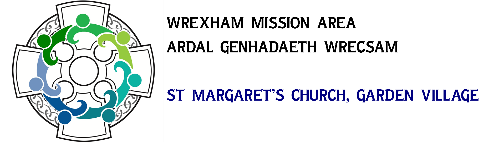 WREXHAM MISSION AREA
ARDAL GENHADAETH WRECSAM
ST MARGARET'S CHURCH, GARDEN VILLAGE